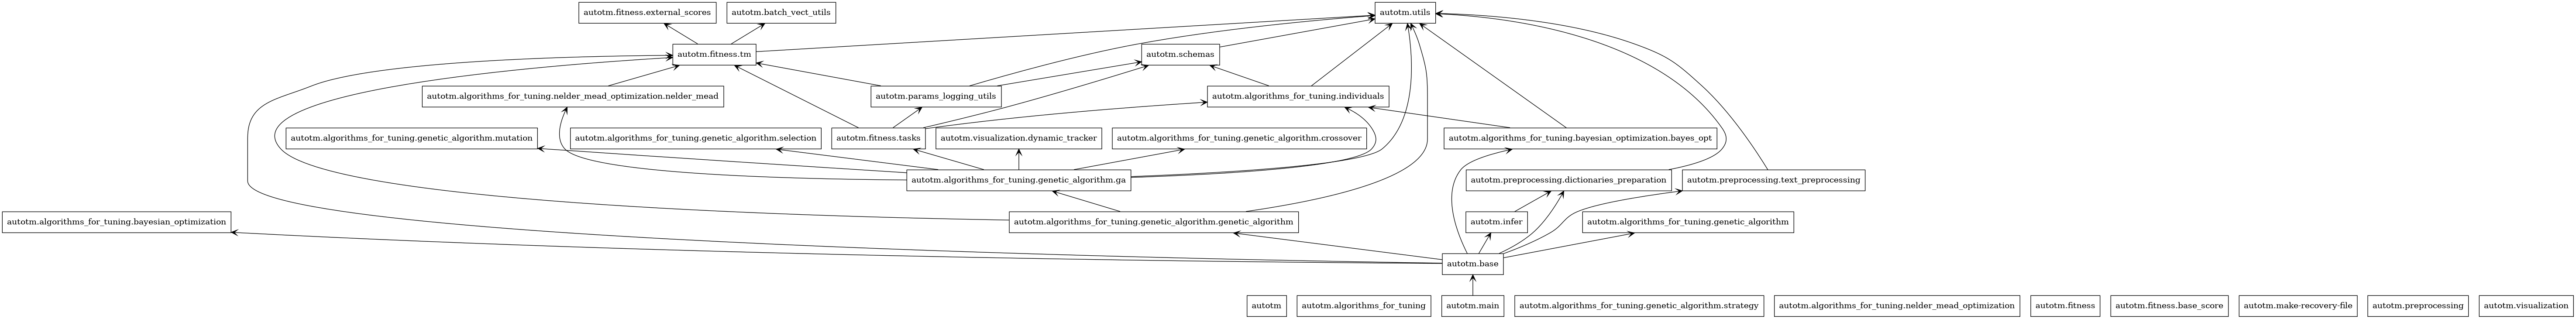 autotm.fitness.external_scores
autotm.batch_vect_utils
autotm.utils
autotm.fitness.tm
autotm.schemas
autotm.algorithms_for_tuning.nelder_mead_optimization.nelder_mead
autotm.params_logging_utils
autotm.algorithms_for_tuning.individuals
autotm.algorithms_for_tuning.genetic_algorithm.mutation
autotm.algorithms_for_tuning.genetic_algorithm.selection
autotm.fitness.tasks
autotm.visualization.dynamic_tracker
autotm.algorithms_for_tuning.genetic_algorithm.crossover
autotm.algorithms_for_tuning.bayesian_optimization.bayes_opt
autotm.algorithms_for_tuning.genetic_algorithm.ga
autotm.preprocessing.dictionaries_preparation
autotm.preprocessing.text_preprocessing
autotm.algorithms_for_tuning.bayesian_optimization
autotm.algorithms_for_tuning.genetic_algorithm.genetic_algorithm
autotm.infer
autotm.algorithms_for_tuning.genetic_algorithm
autotm.base
autotm
autotm.algorithms_for_tuning
autotm.main
autotm.algorithms_for_tuning.genetic_algorithm.strategy
autotm.algorithms_for_tuning.nelder_mead_optimization
autotm.fitness
autotm.fitness.base_score
autotm.make-recovery-file
autotm.preprocessing
autotm.visualization